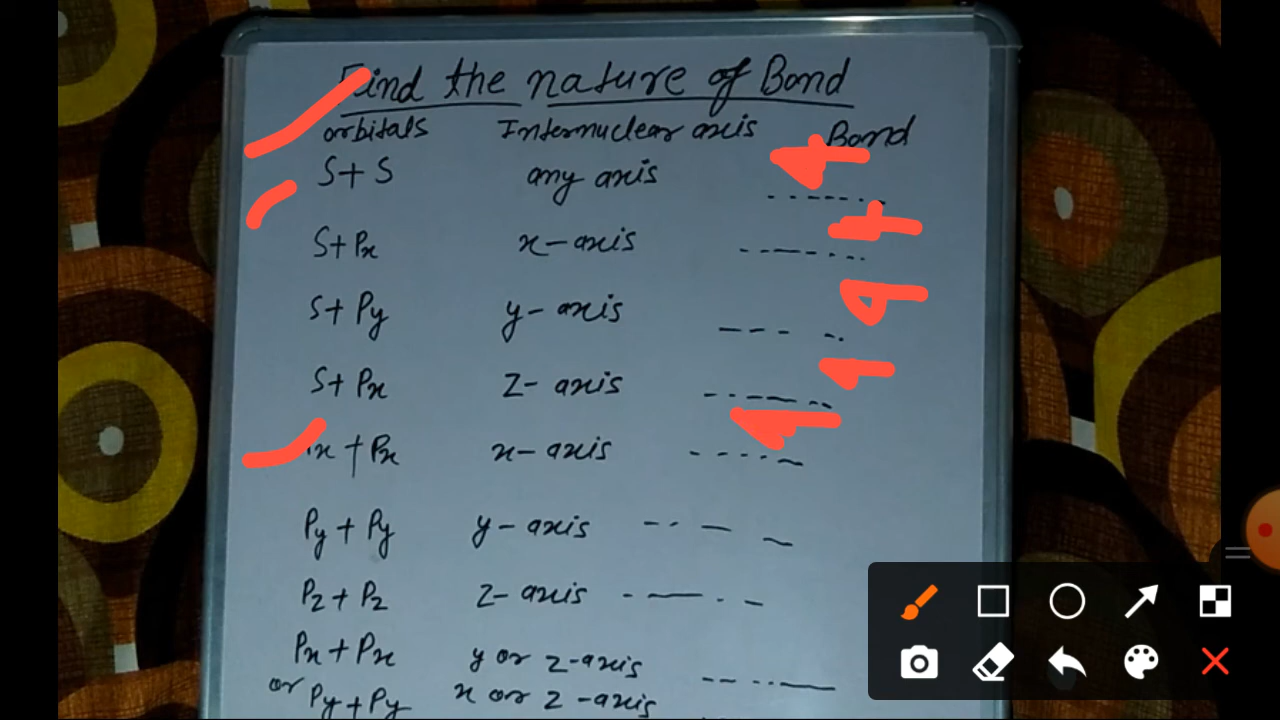 Find the nature of Bond
orbitals Internuclear axis Bond
S+S any axis ------
S+Px x-axis ------
S+Py y-axis --- --
S+Px Z-axis ------
Px+Px x-axis -----
Py+Py y-axis -----
Pz+Pz Z-axis ----
Px+Px y or z-axis -----
or Py+Py x or z-axis